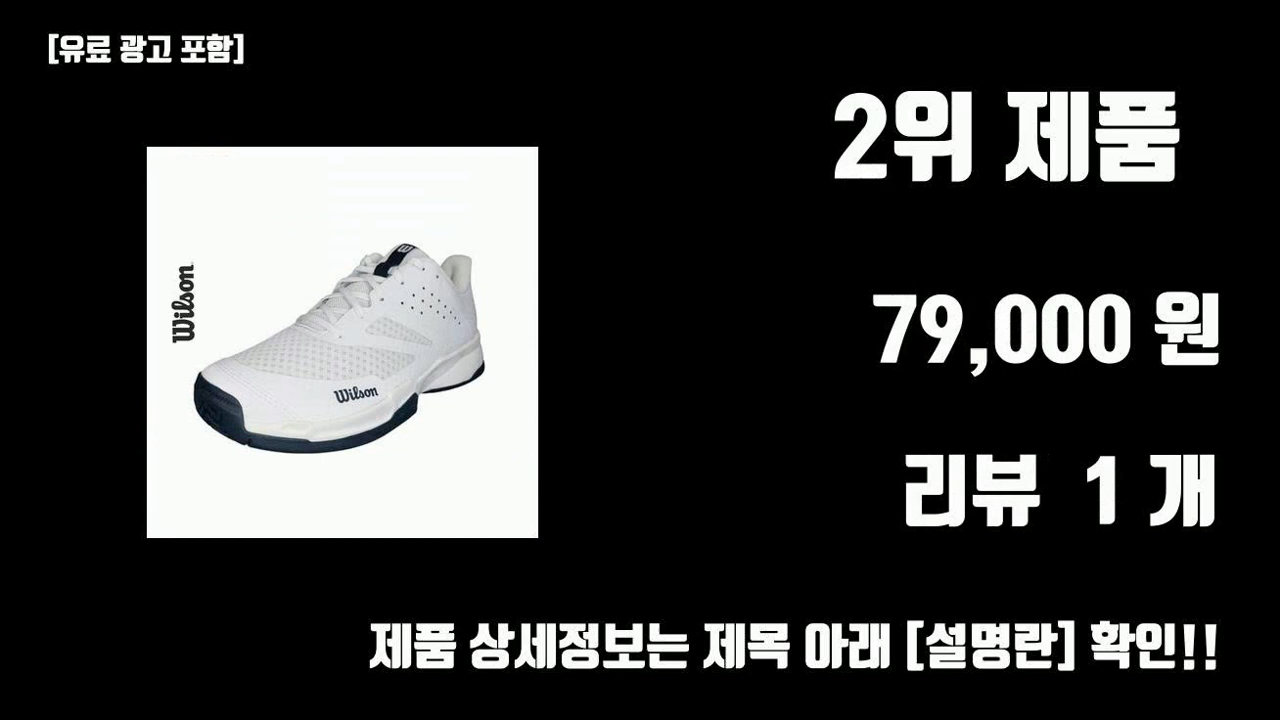 [유료 광고 포함]
2위 제품
Wilson
Wilson
79,000 원
리뷰 1 개
제품 상세정보는 제목 아래 [설명란] 확인!!